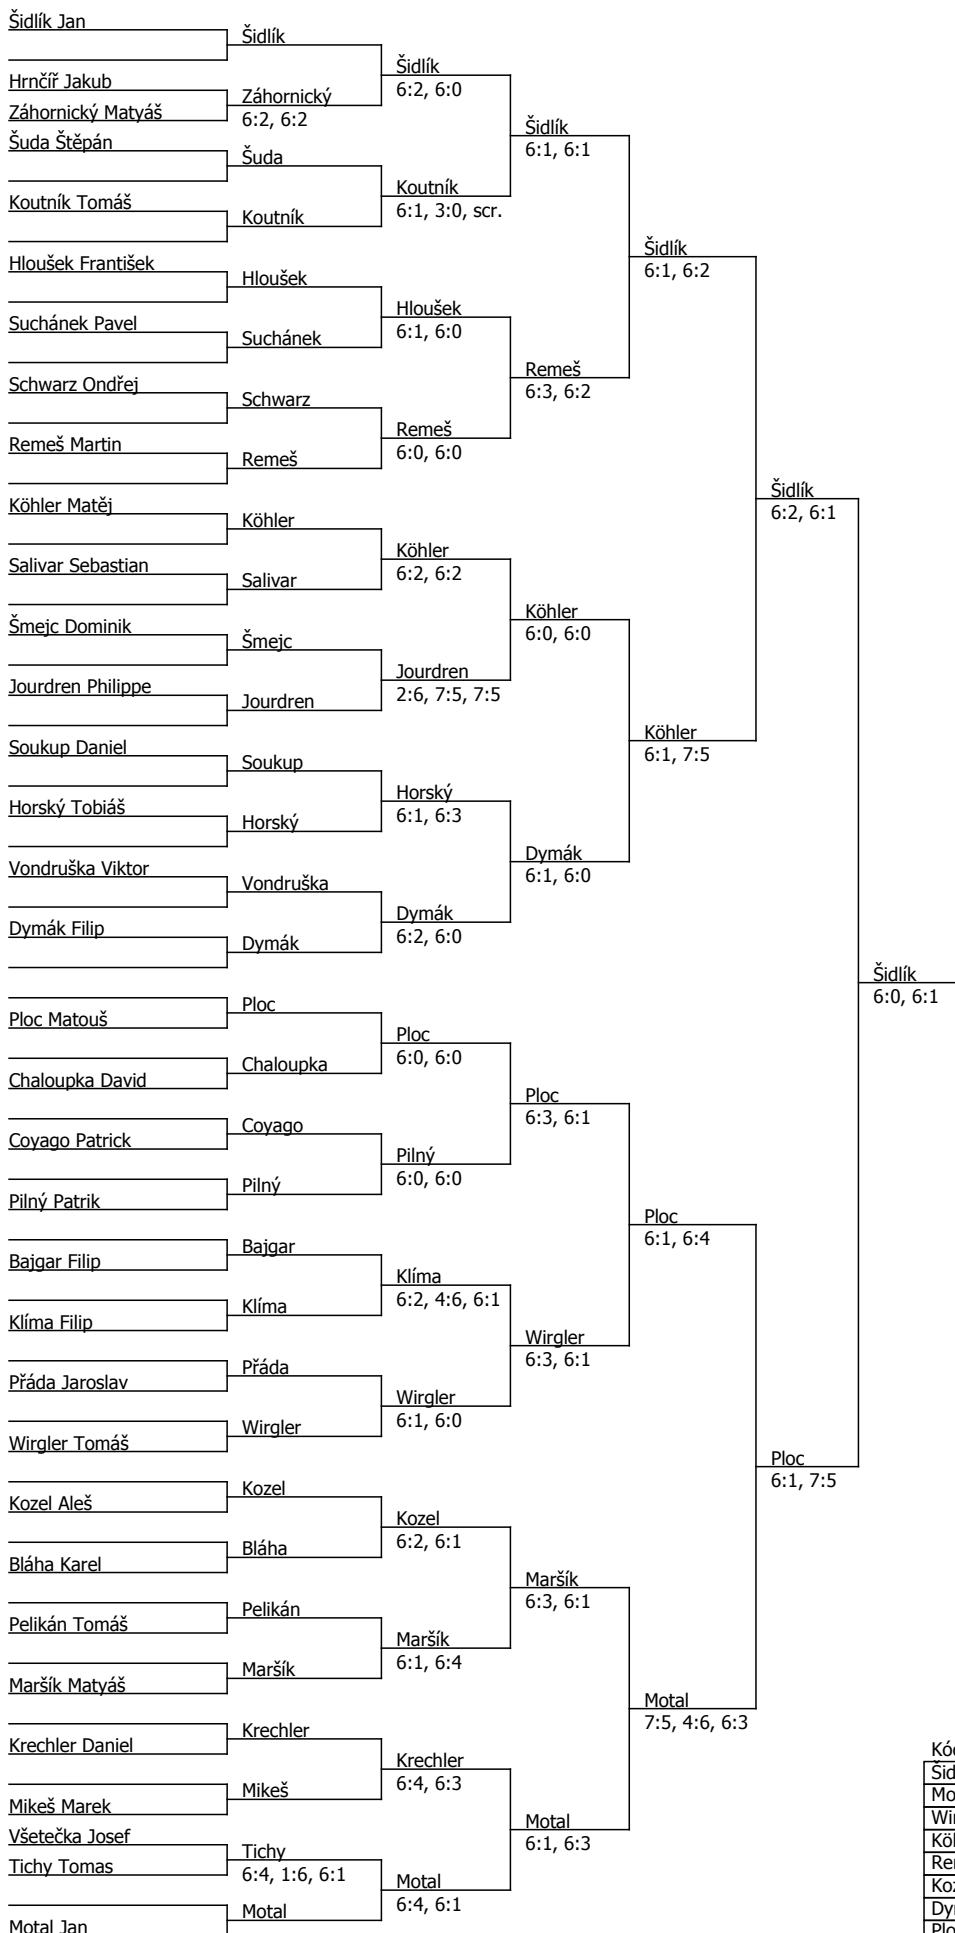 Šidlík Jan
Hrnčíř Jakub
Záhornický Matyáš
Šuda Štěpán
Koutník Tomáš
Hloušek František
Suchánek Pavel
Schwarz Ondřej
Remeš Martin
Köhler Matěj
Salivar Sebastian
Šmejc Dominik
Jourdren Philippe
Soukup Daniel
Horský Tobiáš
Vondruška Viktor
Dymák Filip
Ploc Matouš
Chaloupka David
Coyago Patrick
Pilný Patrik
Bajgar Filip
Klíma Filip
Přáda Jaroslav
Wirgler Tomáš
Kozel Aleš
Bláha Karel
Pelikán Tomáš
Maršík Matyáš
Krechler Daniel
Mikeš Marek
Všetečka Josef
Tichy Tomas
Motal Jan
Šidlík
Záhornický
6:2, 6:2
Šuda
Koutník
Hloušek
Suchánek
Schwarz
Remeš
Köhler
Salivar
Šmejc
Jourdren
Soukup
Horský
Vondruška
Dymák
Ploc
Chaloupka
Coyago
Pilný
Bajgar
Klíma
Přáda
Wirgler
Kozel
Bláha
Pelikán
Maršík
Krechler
Mikeš
Tichy
6:4, 1:6, 6:1
Motal
Šidlík
6:2, 6:0
Koutník
6:1, 3:0, scr.
Hloušek
6:1, 6:0
Remeš
6:0, 6:0
Köhler
6:2, 6:2
Jourdren
2:6, 7:5, 7:5
Horský
6:1, 6:3
Dymák
6:2, 6:0
Ploc
6:0, 6:0
Pilný
6:0, 6:0
Klíma
6:2, 4:6, 6:1
Wirgler
6:1, 6:0
Kozel
6:2, 6:1
Maršík
6:1, 6:4
Krechler
6:4, 6:3
Motal
6:4, 6:1
Šidlík
6:1, 6:1
Remeš
6:3, 6:2
Köhler
6:0, 6:0
Dymák
6:1, 6:0
Ploc
6:3, 6:1
Wirgler
6:3, 6:1
Maršík
6:3, 6:1
Motal
6:1, 6:3
Šidlík
6:1, 6:2
Köhler
6:1, 7:5
Ploc
6:1, 6:4
Motal
7:5, 4:6, 6:3
Šidlík
6:2, 6:1
Ploc
6:1, 7:5
Šidlík
6:0, 6:1